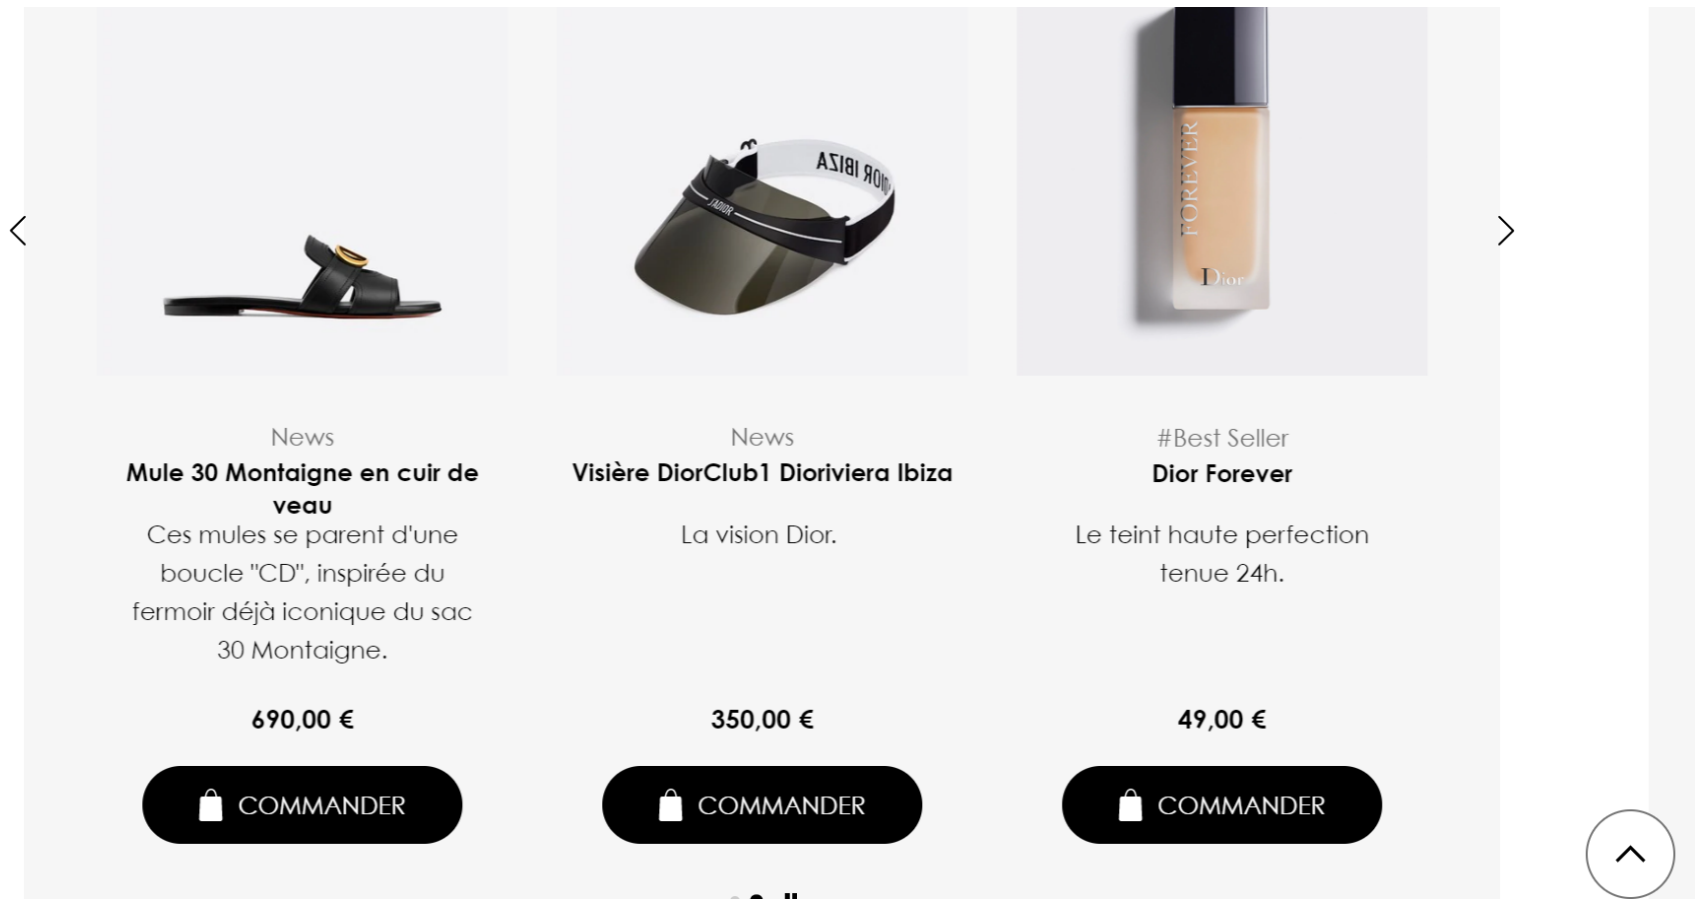 J'ADIOR
J'ADIOR IBIZA
FOREVER
Dior
News
Mule 30 Montaigne en cuir de
veau
Ces mules se parent d'une
boucle "CD", inspirée du
fermoir déjà iconique du sac
30 Montaigne.
690,00 €
COMMANDER
News
Visière DiorClub1 Dioriviera Ibiza
La vision Dior.
350,00 €
COMMANDER
#Best Seller
Dior Forever
Le teint haute perfection
tenue 24h.
49,00 €
COMMANDER